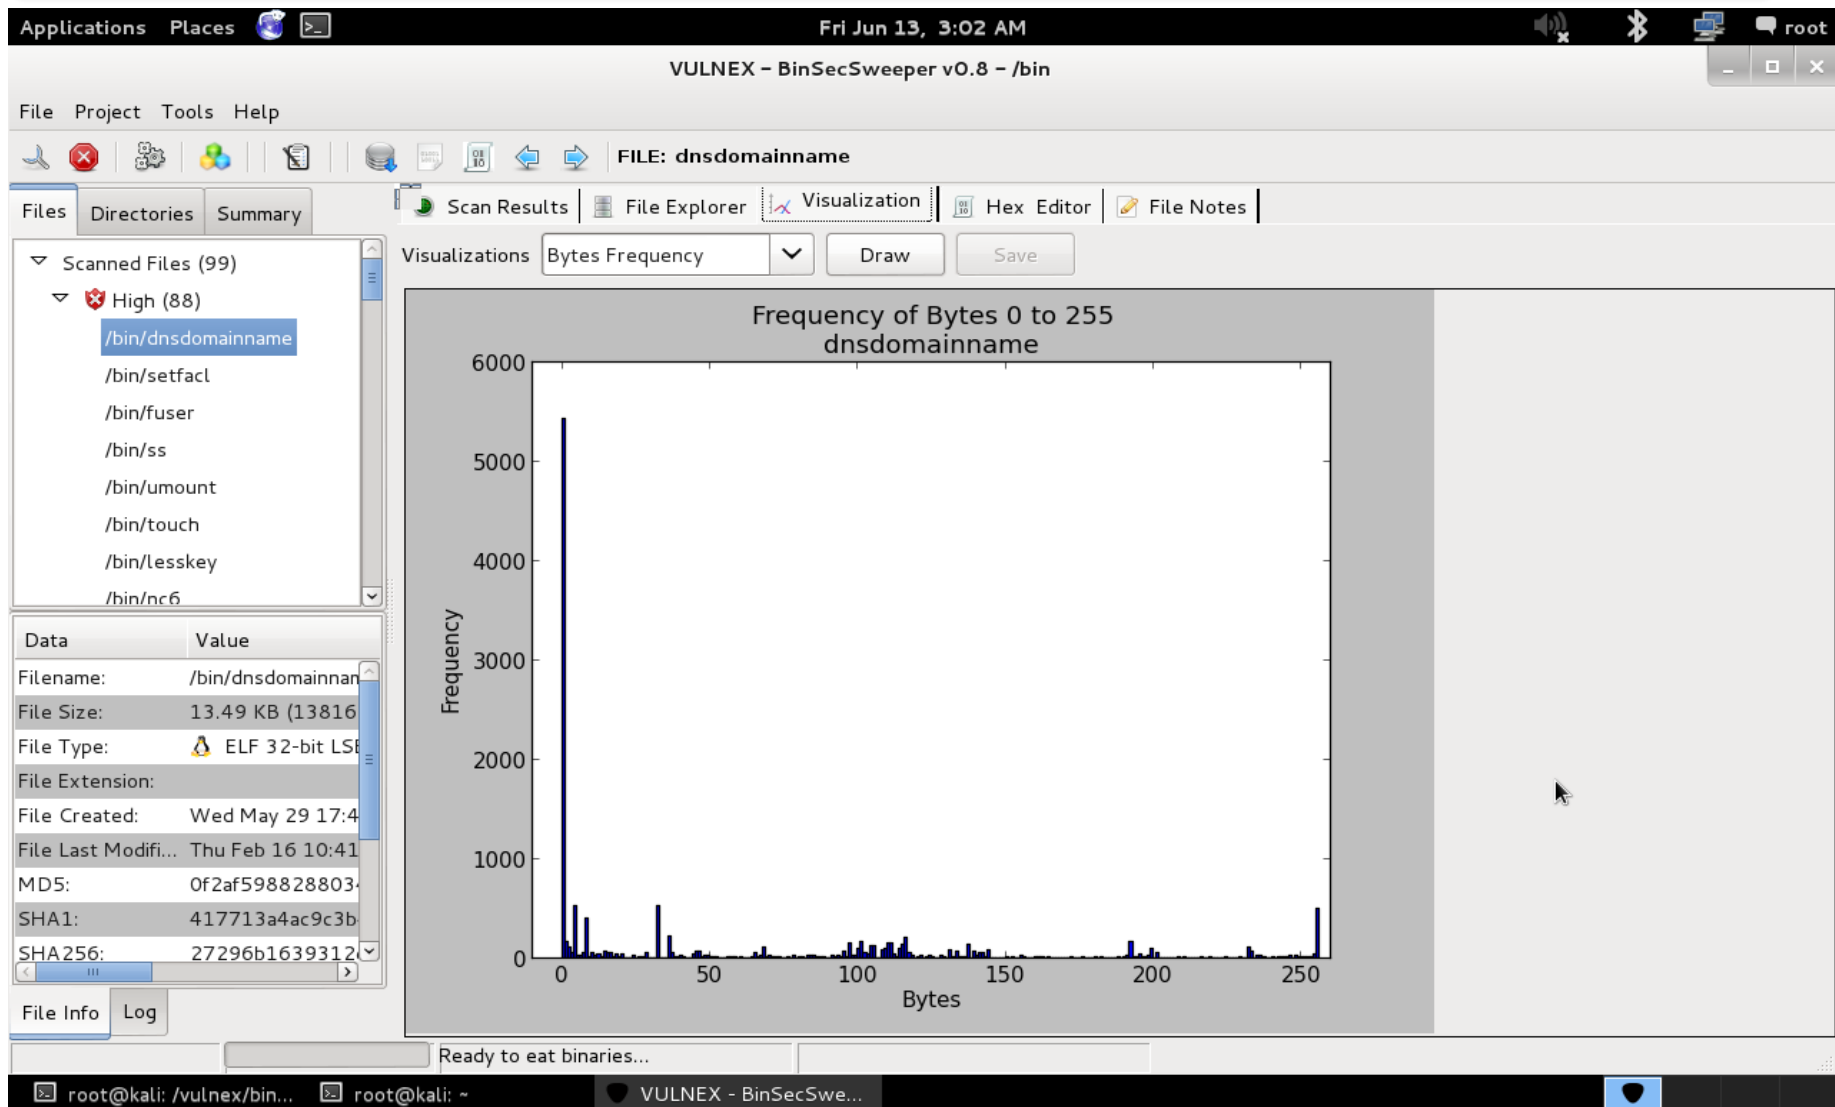 Applications Places Fri Jun 13, 3:02 AM root
VULNEX - BinSecSweeper v0.8 - /bin
File Project Tools Help
FILE: dnsdomainname
Files Directories Summary
Scan Results File Explorer Visualization Hex Editor File Notes
Visualizations Bytes Frequency Draw Save
Scanned Files (99)
High (88)
/bin/dnsdomainname
/bin/setfacl
/bin/fuser
/bin/ss
/bin/umount
/bin/touch
/bin/lesskey
/bin/nc6
Data Value
Filename: /bin/dnsdomainnam
File Size: 13.49 KB (13816
File Type: ELF 32-bit LSB
File Extension:
File Created: Wed May 29 17:4
File Last Modifi... Thu Feb 16 10:41
MD5: 0f2af5988288034
SHA1: 417713a4ac9c3b
SHA256: 27296b1639312
File Info Log
Frequency of Bytes 0 to 255
dnsdomainname
6000
5000
4000
3000
2000
1000
0
Frequency
0 50 100 150 200 250
Bytes
Ready to eat binaries...
root@kali: /vulnex/bin... root@kali: ~ VULNEX - BinSecSwe...